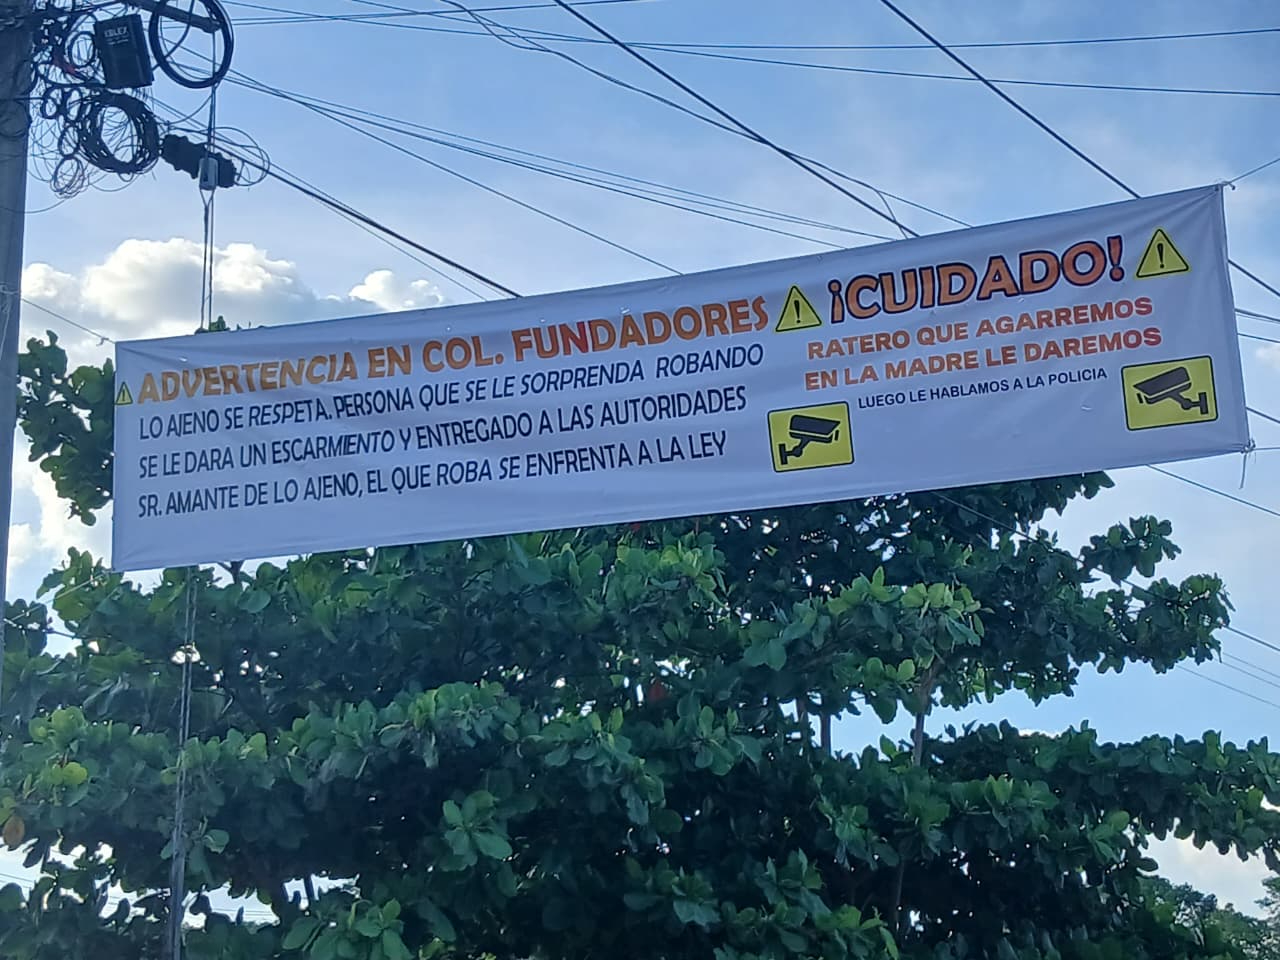 ADVERTENCIA EN COL. FUNDADORES
LO AJENO SE RESPETA. PERSONA QUE SE LE SORPRENDA ROBANDO
SE LE DARA UN ESCARMIENTO Y ENTREGADO A LAS AUTORIDADES
SR. AMANTE DE LO AJENO, EL QUE ROBA SE ENFRENTA A LA LEY
¡CUIDADO!
RATERO QUE AGARREMOS
EN LA MADRE LE DAREMOS
LUEGO LE HABLAMOS A LA POLICIA